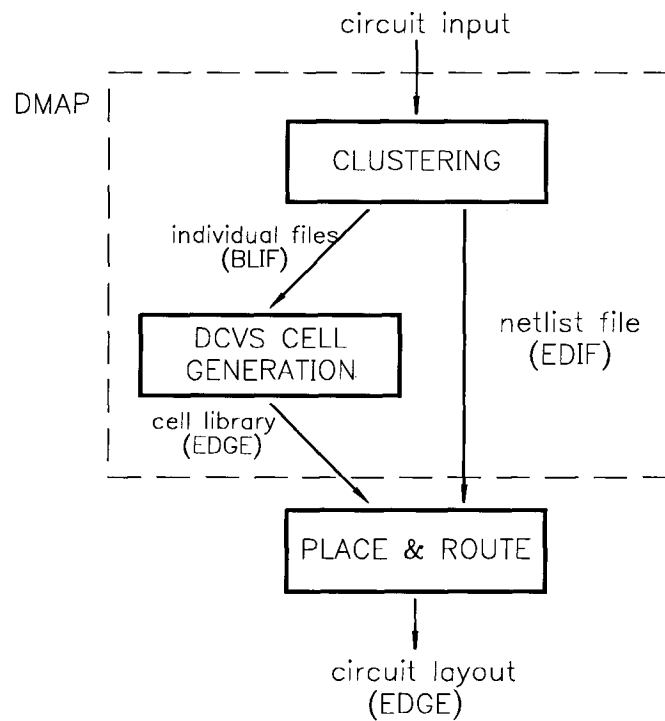 circuit input
DMAP
CLUSTERING
individual files
(BLIF)
DCVS CELL
GENERATION
netlist file
(EDIF)
cell library
(EDGE)
PLACE & ROUTE
circuit layout
(EDGE)